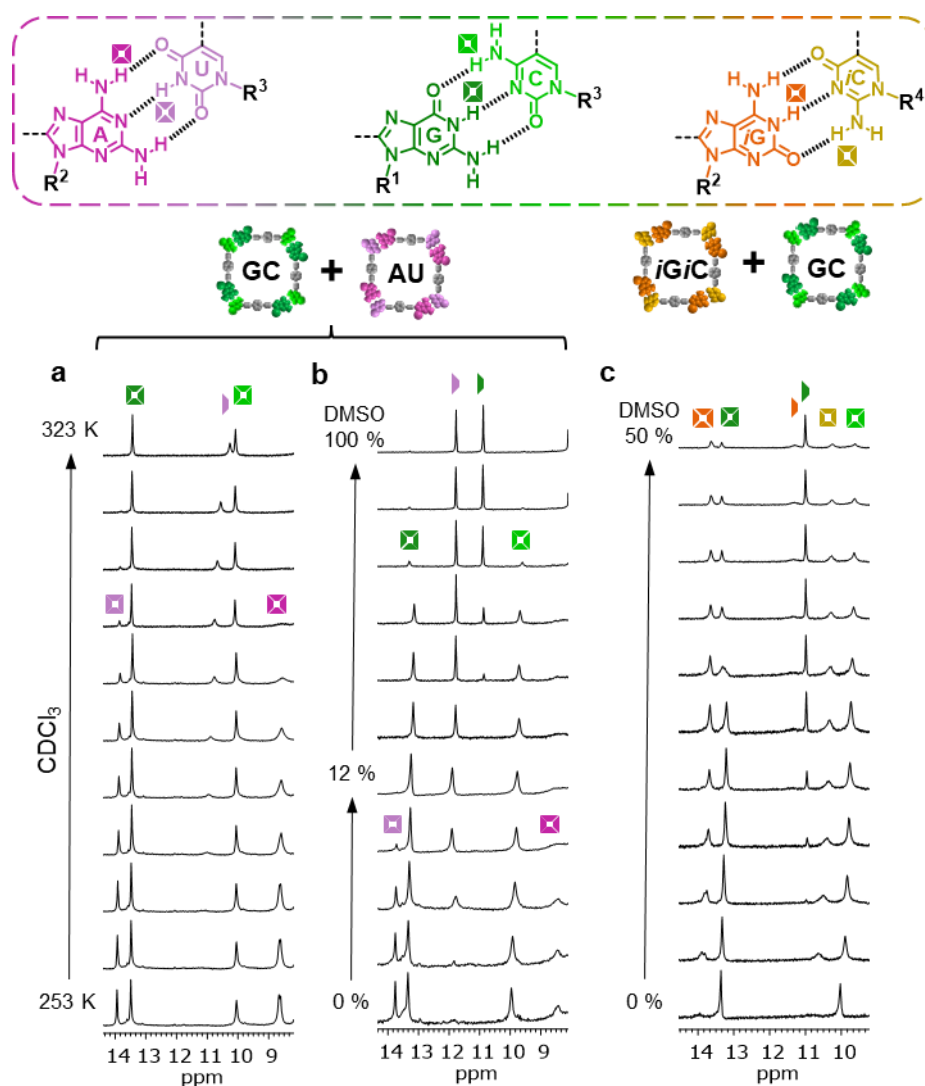 O H N H H N O U N R³ N N A N N N H H R²
H N H O C N H N N R³ N G N N N H H O R¹
H N H O iC N H N N R⁴ N iG N N O H N H R²
GC + AU iGiC + GC
a b c
323 K
CDCl₃
253 K
14 13 12 11 10 9
ppm
DMSO
100 %
12 %
0 %
14 13 12 11 10 9
ppm
DMSO
50 %
0 %
14 13 12 11 10
ppm